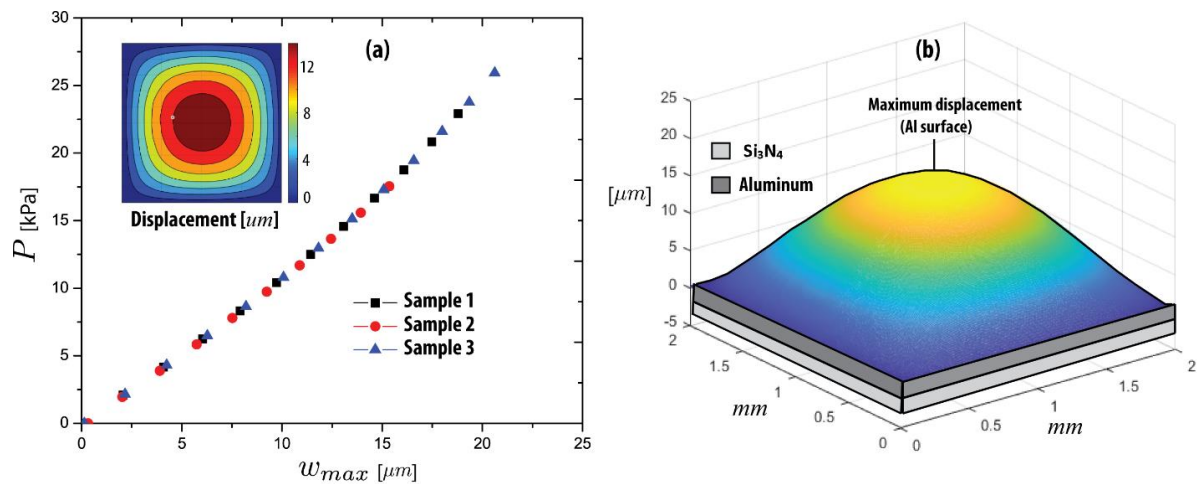 (a)
30
25
20
15
10
5
0
P [kPa]
0
5
10
15
20
25
w_max [μm]
12
8
4
0
Displacement [um]
Sample 1
Sample 2
Sample 3
(b)
Maximum displacement
(Al surface)
Si₃N₄
Aluminum
[μm]
25
20
15
10
5
0
-5
2
1.5
1
0.5
0
mm
0
0.5
1
1.5
2
mm